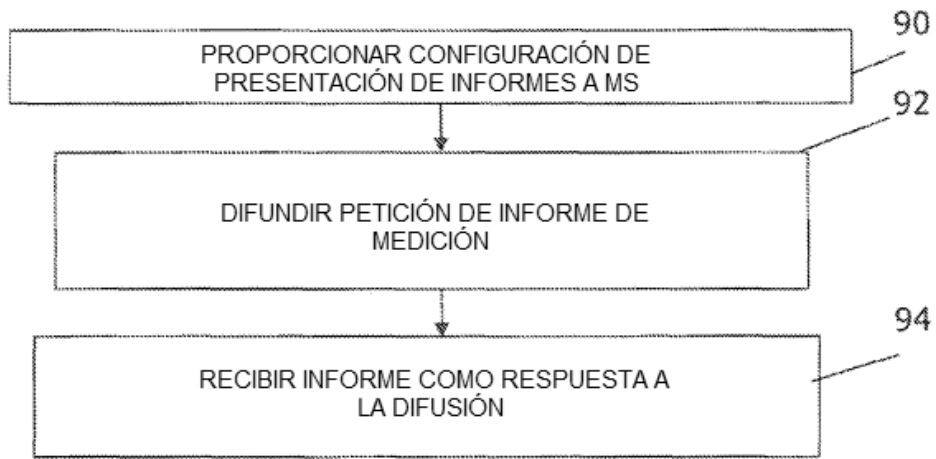 90
PROPORCIONAR CONFIGURACIÓN DE
PRESENTACIÓN DE INFORMES A MS
92
DIFUNDIR PETICIÓN DE INFORME DE
MEDICIÓN
94
RECIBIR INFORME COMO RESPUESTA A
LA DIFUSIÓN